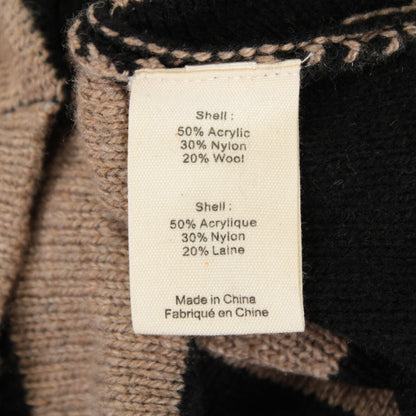 Shell :
50% Acrylic
30% Nylon
20% Wool
Shell :
50% Acrylique
30% Nylon
20% Laine
Made in China
Fabriqué en Chine